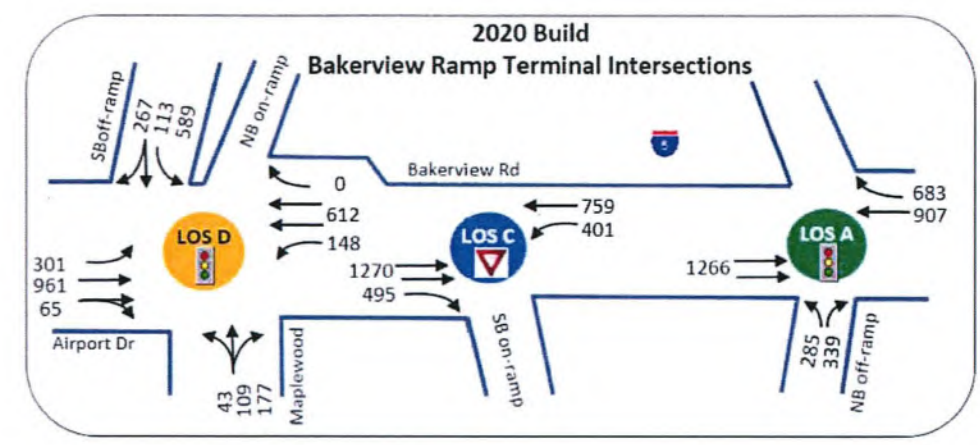 2020 Build
Bakerview Ramp Terminal Intersections
SBoff-ramp
267
113
589
NB on-ramp
5
Bakerview Rd
0
612
148
759
401
683
907
LOS D
LOS C
LOS A
301
961
65
1270
495
1266
Airport Dr
43
109
177
Maplewood
SB on-ramp
285
339
NB off-ramp